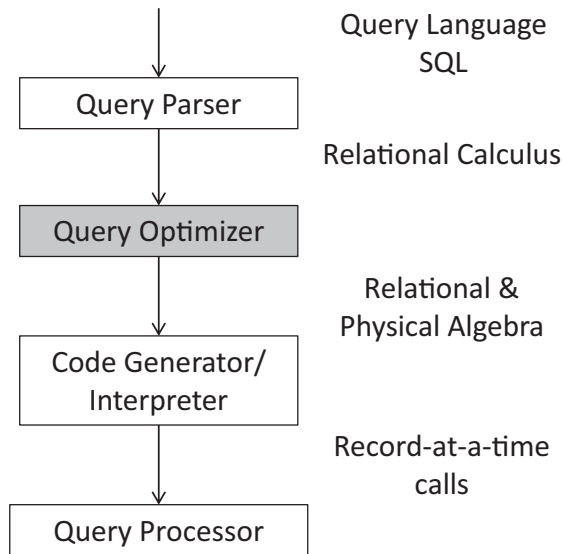 Query Language
SQL
Query Parser
Relational Calculus
Query Optimizer
Relational &
Physical Algebra
Code Generator/
Interpreter
Record-at-a-time
calls
Query Processor